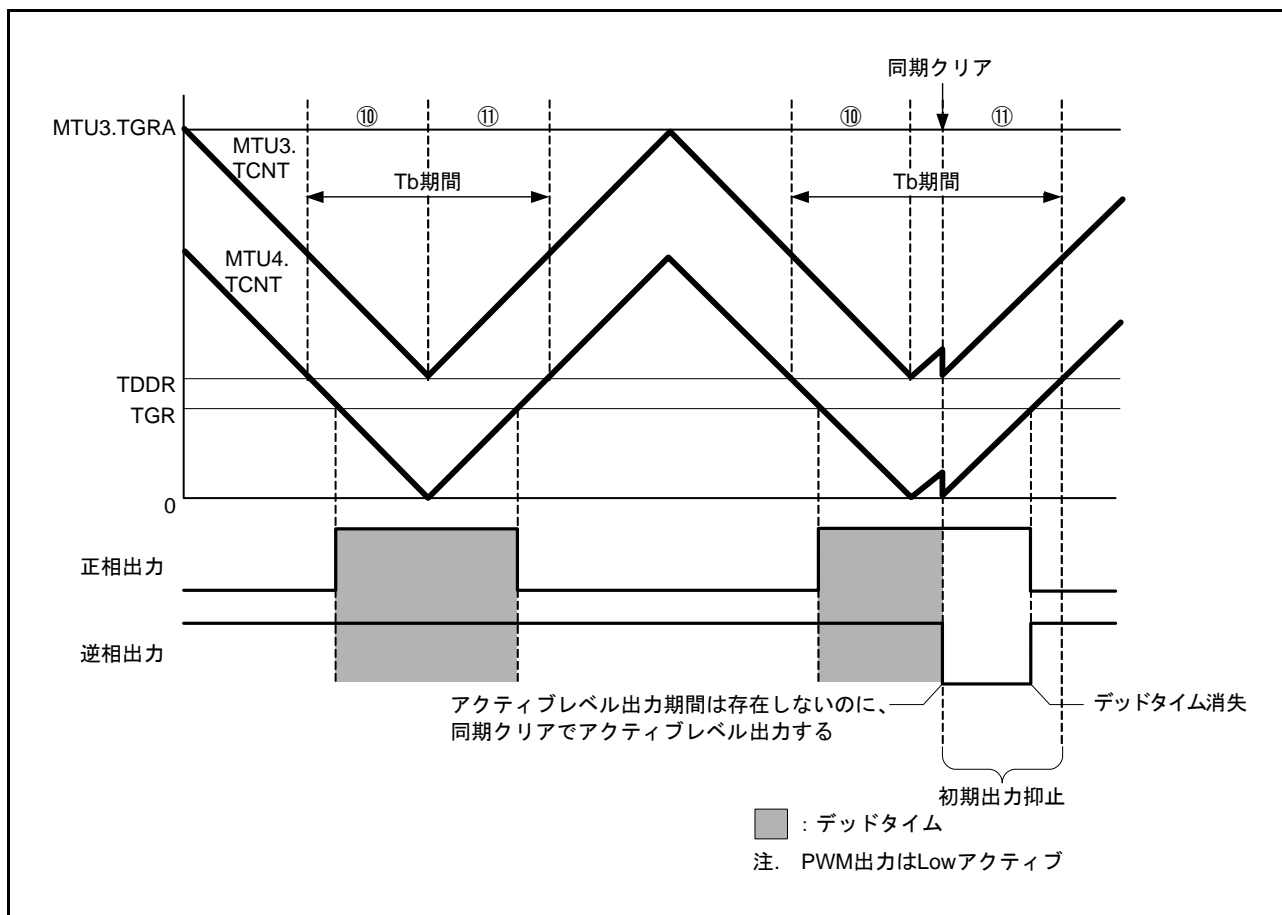 同期クリア
⑩ ⑪ ⑩ ⑪
MTU3.TGRA
MTU3.
TCNT
Tb期間 Tb期間
MTU4.
TCNT
TDDR
TGR
0
正相出力
逆相出力
アクティブレベル出力期間は存在しないのに、
同期クリアでアクティブレベル出力する
デッドタイム消失
初期出力抑止
：デッドタイム
注. PWM出力はLowアクティブ